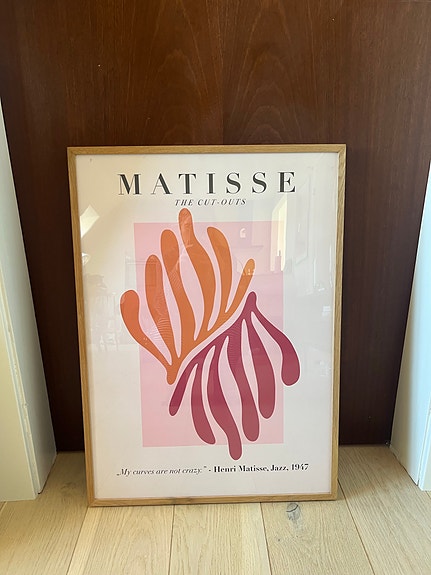 MATISSE
THE CUT-OUTS
„My curves are not crazy.” - Henri Matisse, Jazz, 1947